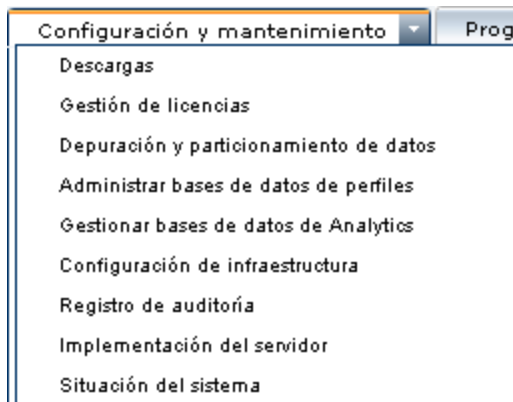 Configuración y mantenimiento
Prog
Descargas
Gestión de licencias
Depuración y particionamiento de datos
Administrar bases de datos de perfiles
Gestionar bases de datos de Analytics
Configuración de infraestructura
Registro de auditoría
Implementación del servidor
Situación del sistema